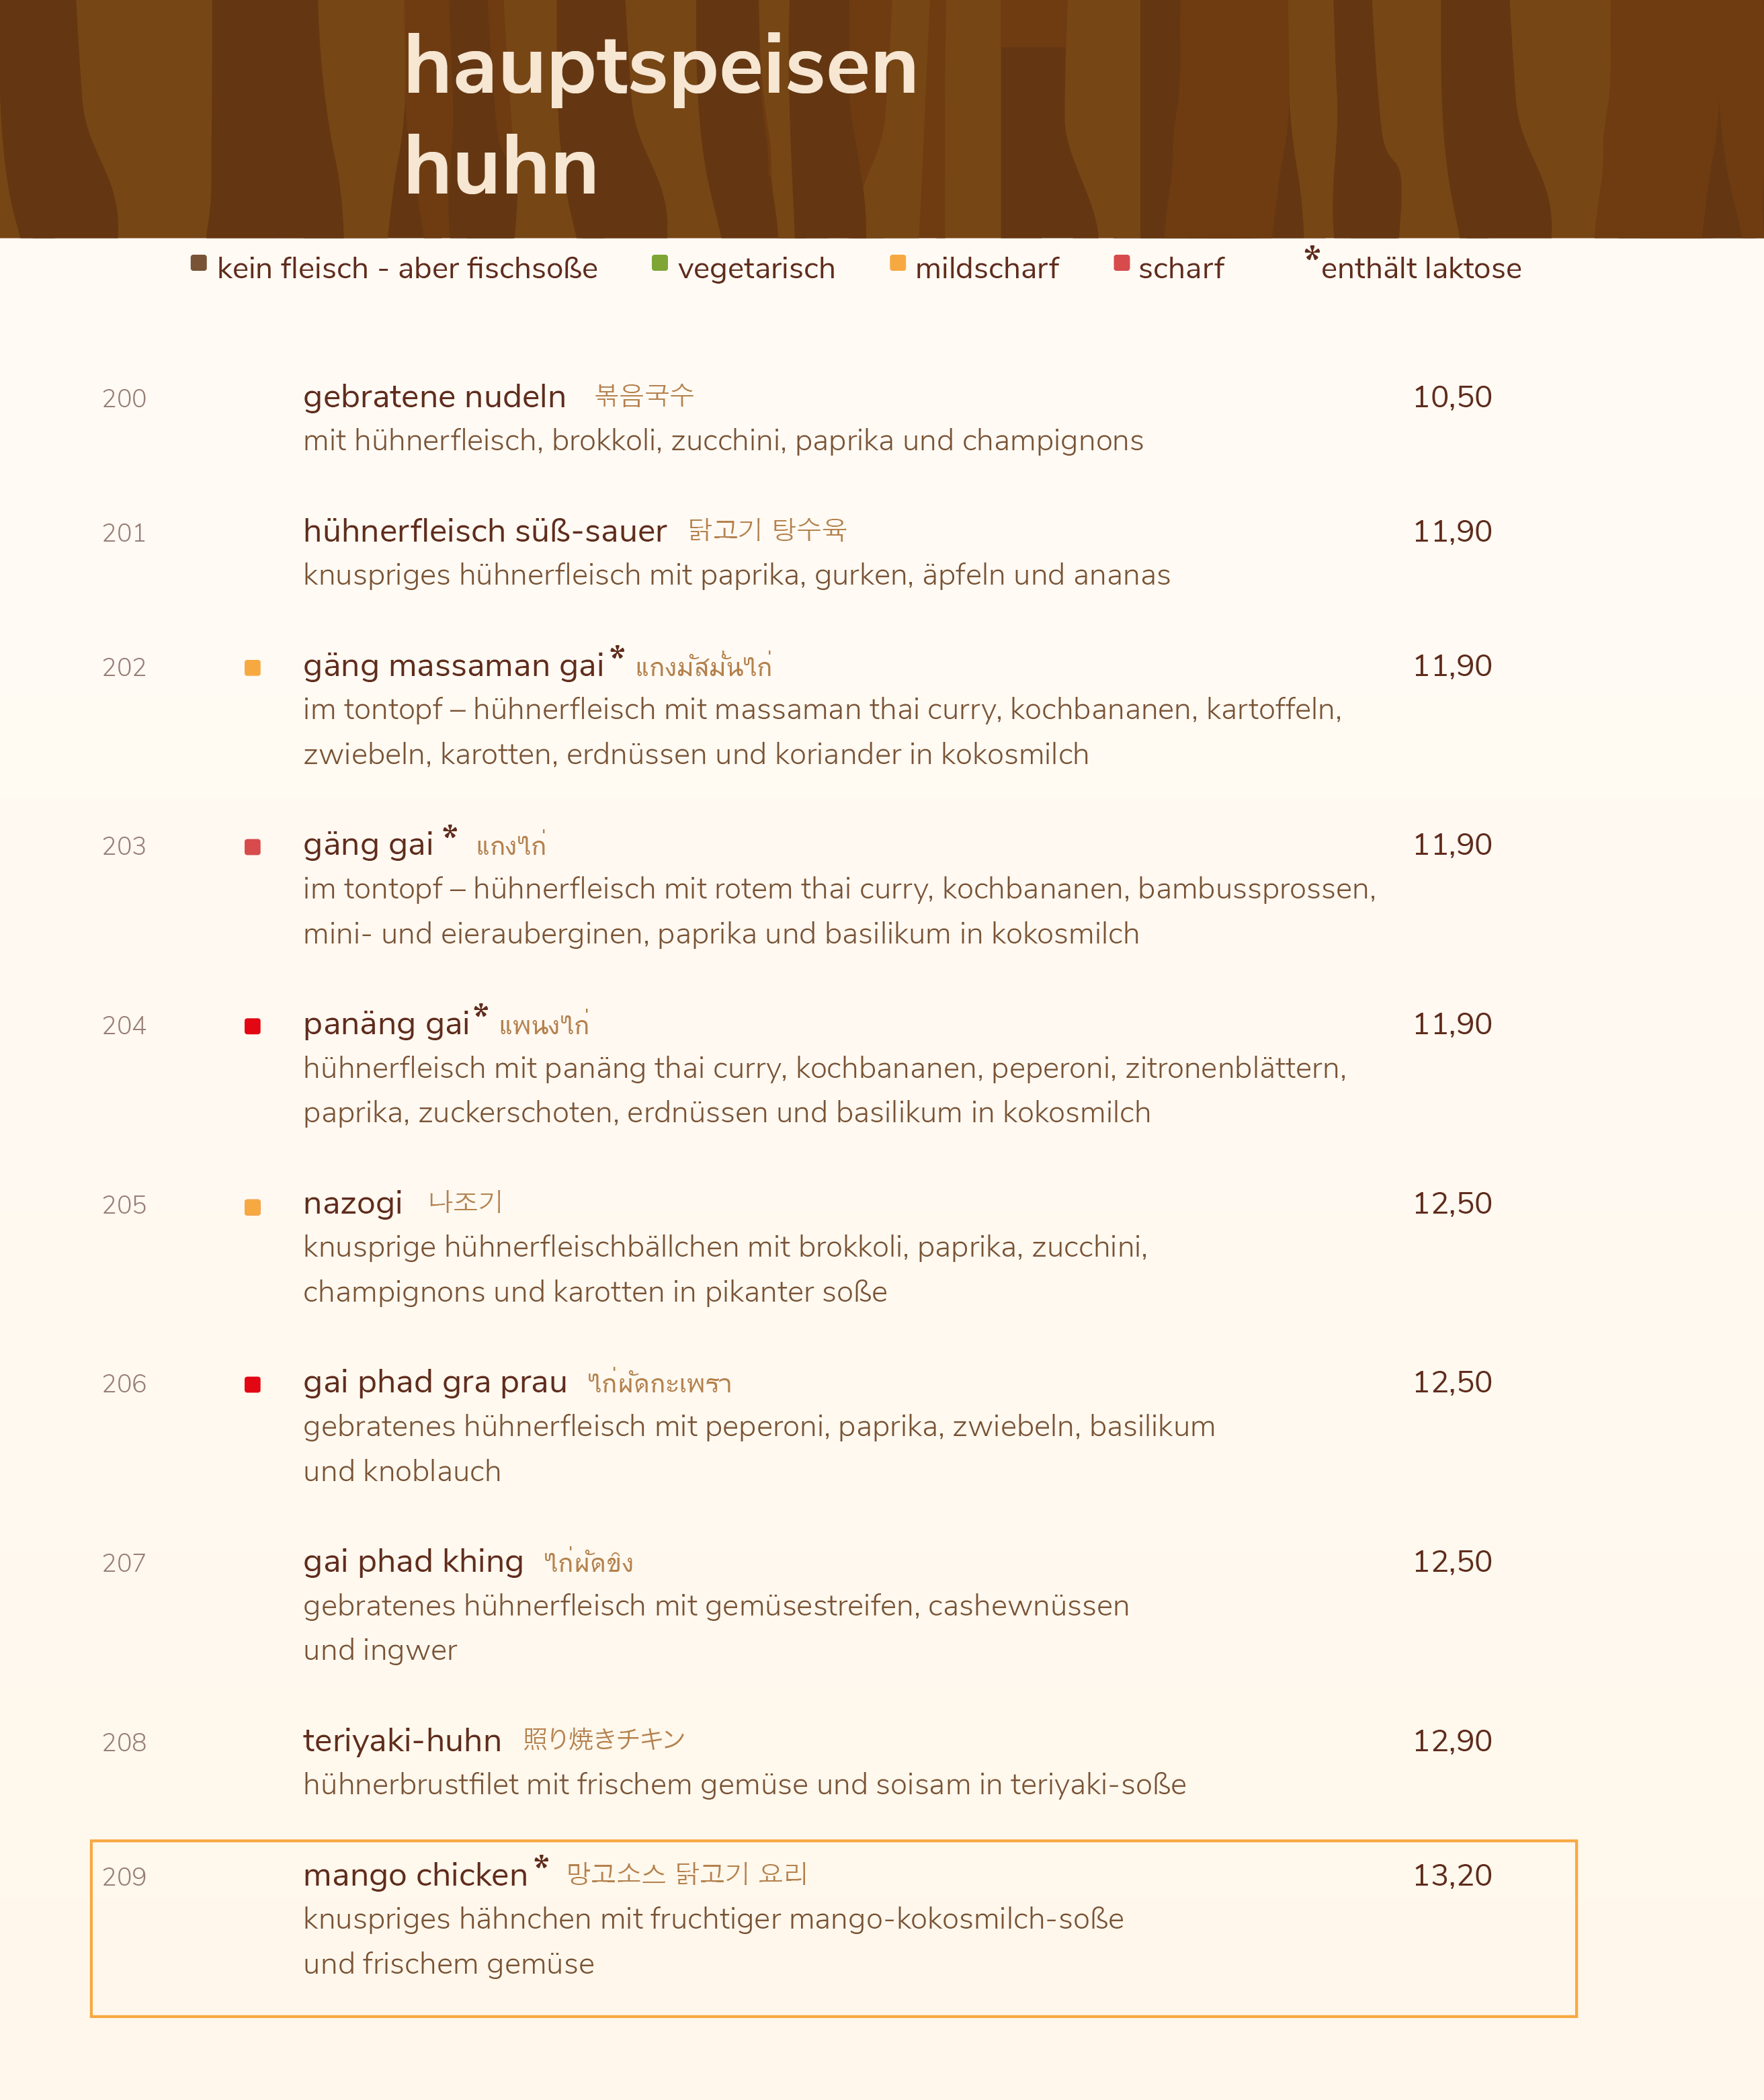 hauptspeisen
huhn
kein fleisch - aber fischsoße vegetarisch mildscharf scharf *enthält laktose
200 gebratene nudeln 볶음국수 10,50
mit hühnerfleisch, brokkoli, zucchini, paprika und champignons
201 hühnerfleisch süß-sauer 닭고기 탕수육 11,90
knuspriges hühnerfleisch mit paprika, gurken, äpfeln und ananas
202 gäng massaman gai * แกงมัสมั่นไก่ 11,90
im tontopf – hühnerfleisch mit massaman thai curry, kochbananen, kartoffeln,
zwiebeln, karotten, erdnüssen und koriander in kokosmilch
203 gäng gai * แกงไก่ 11,90
im tontopf – hühnerfleisch mit rotem thai curry, kochbananen, bambussprossen,
mini- und eierauberginen, paprika und basilikum in kokosmilch
204 panäng gai* แพนงไก่ 11,90
hühnerfleisch mit panäng thai curry, kochbananen, peperoni, zitronenblättern,
paprika, zuckerschoten, erdnüssen und basilikum in kokosmilch
205 nazogi 나조기 12,50
knusprige hühnerfleischbällchen mit brokkoli, paprika, zucchini,
champignons und karotten in pikanter soße
206 gai phad gra prau ไก่ผัดกะเพรา 12,50
gebratenes hühnerfleisch mit peperoni, paprika, zwiebeln, basilikum
und knoblauch
207 gai phad khing ไก่ผัดขิง 12,50
gebratenes hühnerfleisch mit gemüsestreifen, cashewnüssen
und ingwer
208 teriyaki-huhn 照り焼きチキン 12,90
hühnerbrustfilet mit frischem gemüse und soisam in teriyaki-soße
209 mango chicken * 망고소스 닭고기 요리 13,20
knuspriges hähnchen mit fruchtiger mango-kokosmilch-soße
und frischem gemüse